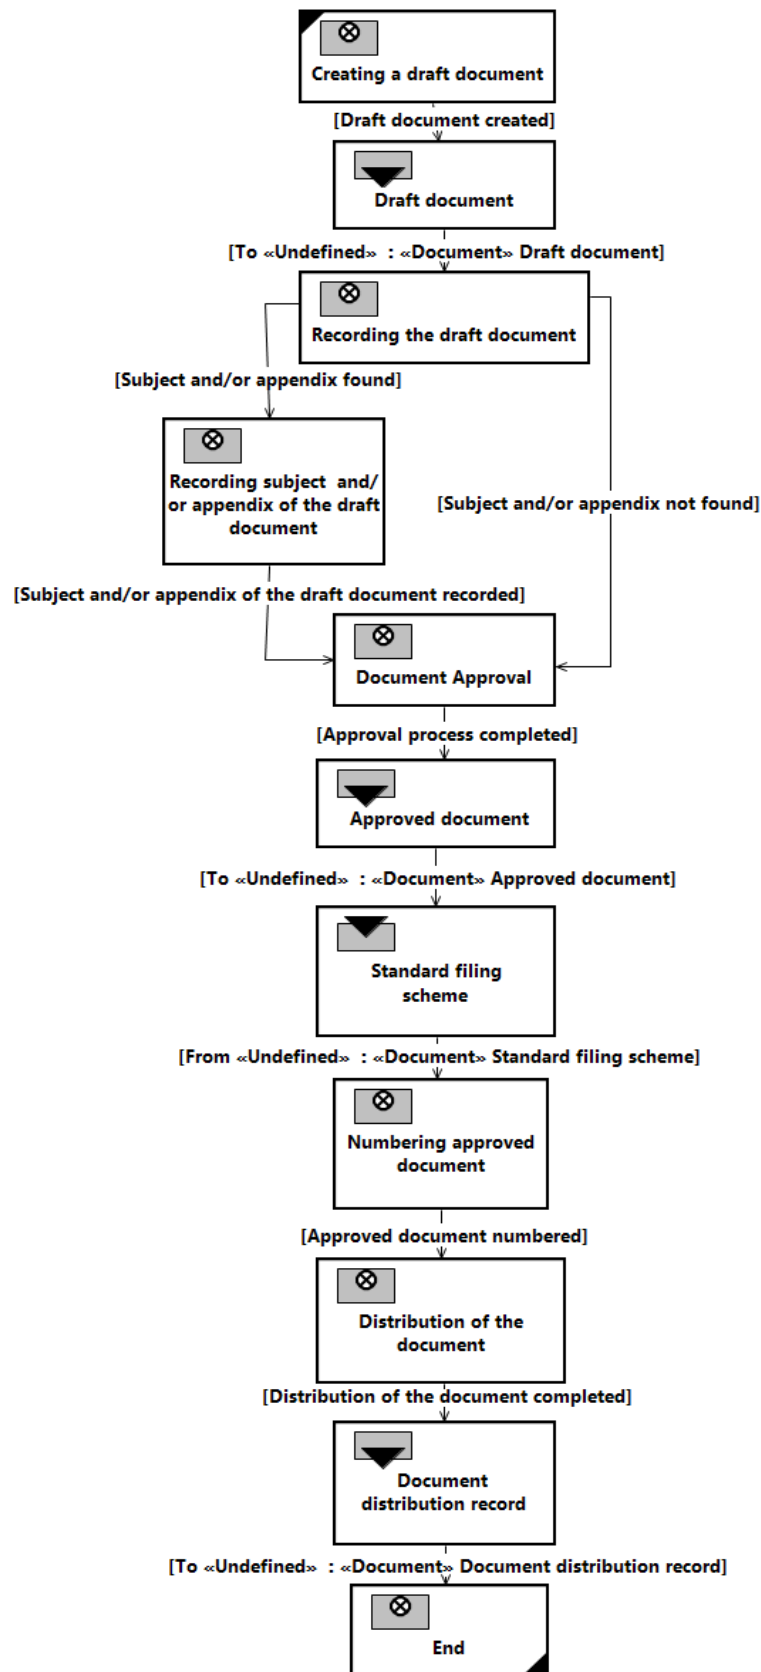 Creating a draft document
[Draft document created]
Draft document
[To «Undefined»  : «Document» Draft document]
Recording the draft document
[Subject and/or appendix found]
Recording subject  and/
or appendix of the draft
document
[Subject and/or appendix not found]
[Subject and/or appendix of the draft document recorded]
Document Approval
[Approval process completed]
Approved document
[To «Undefined»  : «Document» Approved document]
Standard filing
scheme
[From «Undefined»  : «Document» Standard filing scheme]
Numbering approved
document
[Approved document numbered]
Distribution of the
document
[Distribution of the document completed]
Document
distribution record
[To «Undefined»  : «Document» Document distribution record]
End